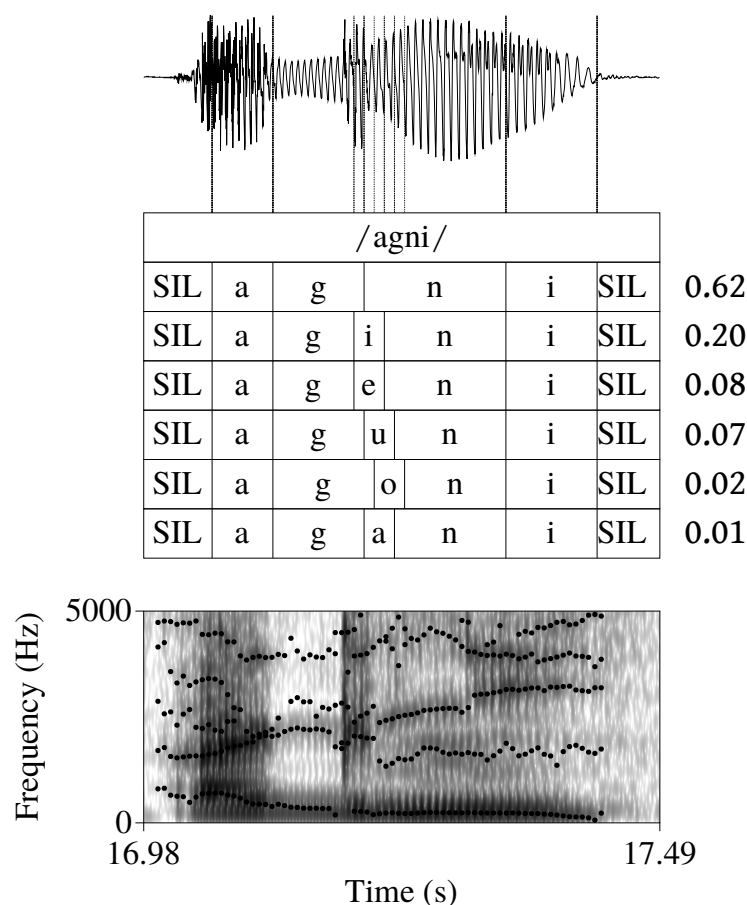 /agni/
SIL a g n i SIL 0.62
SIL a g i n i SIL 0.20
SIL a g e n i SIL 0.08
SIL a g u n i SIL 0.07
SIL a g o n i SIL 0.02
SIL a g a n i SIL 0.01
5000
Frequency (Hz)
0
16.98 17.49
Time (s)